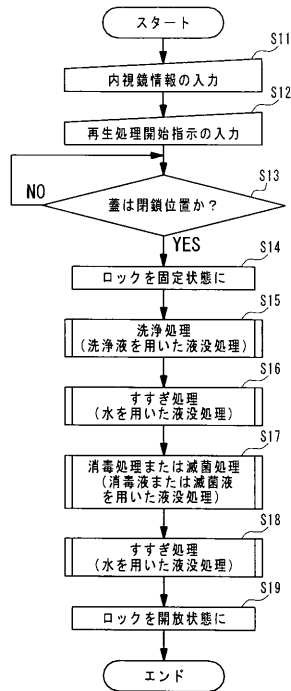 スタート
S11
内視鏡情報の入力
S12
再生処理開始指示の入力
S13
NO
蓋は閉鎖位置か?
YES
S14
ロックを固定状態に
S15
洗浄処理
(洗浄液を用いた液没処理)
S16
すすぎ処理
(水を用いた液没処理)
S17
消毒処理または滅菌処理
(消毒液または滅菌液
を用いた液没処理)
S18
すすぎ処理
(水を用いた液没処理)
S19
ロックを開放状態に
エンド